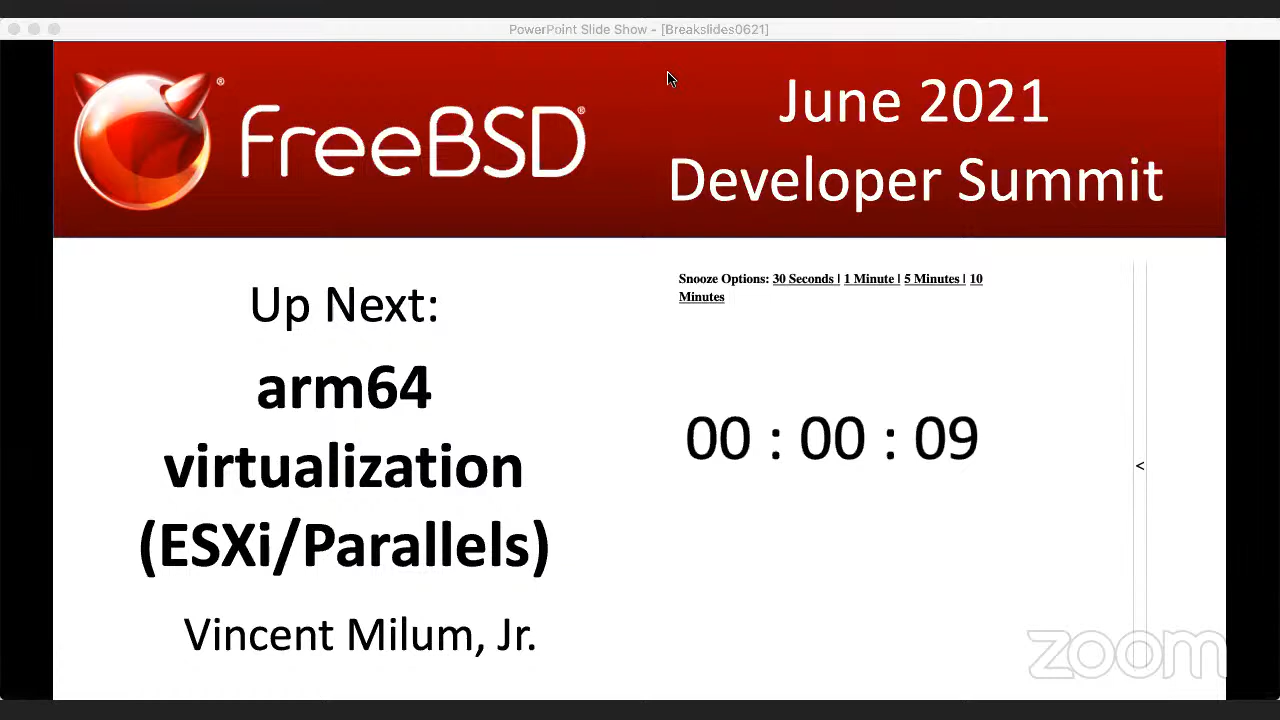 PowerPoint Slide Show - [Breakslides0621]
FreeBSD®
®
June 2021
Developer Summit
Up Next:
arm64
virtualization
(ESXi/Parallels)
Vincent Milum, Jr.
Snooze Options: 30 Seconds | 1 Minute | 5 Minutes | 10
Minutes
00 : 00 : 09
<
zoom